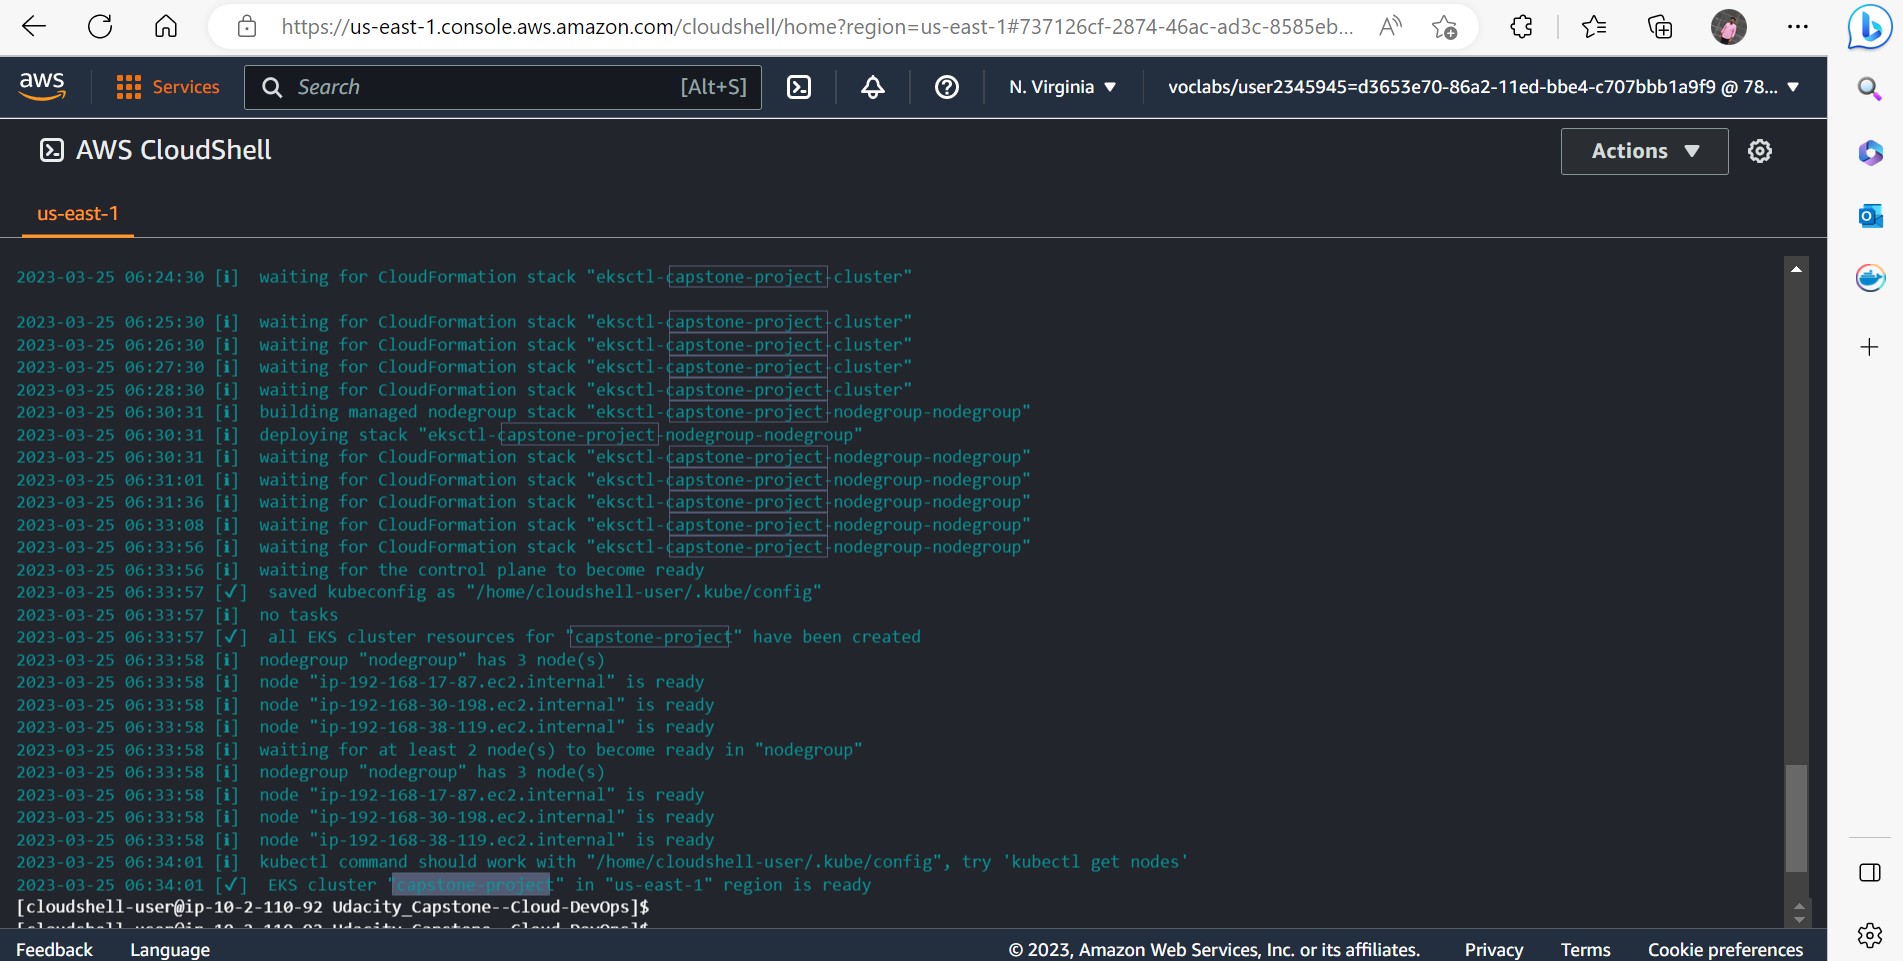 https://us-east-1.console.aws.amazon.com/cloudshell/home?region=us-east-1#737126cf-2874-46ac-ad3c-8585eb...
aws
Services
Search
[Alt+S]
N. Virginia
voclabs/user2345945=d3653e70-86a2-11ed-bbe4-c707bbb1a9f9 @ 78...
AWS CloudShell
Actions
us-east-1
2023-03-25 06:24:30 [i] waiting for CloudFormation stack "eksctl-capstone-project-cluster"
2023-03-25 06:25:30 [i] waiting for CloudFormation stack "eksctl-capstone-project-cluster"
2023-03-25 06:26:30 [i] waiting for CloudFormation stack "eksctl-capstone-project-cluster"
2023-03-25 06:27:30 [i] waiting for CloudFormation stack "eksctl-capstone-project-cluster"
2023-03-25 06:28:30 [i] waiting for CloudFormation stack "eksctl-capstone-project-cluster"
2023-03-25 06:30:31 [i] building managed nodegroup stack "eksctl-capstone-project-nodegroup-nodegroup"
2023-03-25 06:30:31 [i] deploying stack "eksctl-capstone-project-nodegroup-nodegroup"
2023-03-25 06:30:31 [i] waiting for CloudFormation stack "eksctl-capstone-project-nodegroup-nodegroup"
2023-03-25 06:31:01 [i] waiting for CloudFormation stack "eksctl-capstone-project-nodegroup-nodegroup"
2023-03-25 06:31:36 [i] waiting for CloudFormation stack "eksctl-capstone-project-nodegroup-nodegroup"
2023-03-25 06:33:08 [i] waiting for CloudFormation stack "eksctl-capstone-project-nodegroup-nodegroup"
2023-03-25 06:33:56 [i] waiting for CloudFormation stack "eksctl-capstone-project-nodegroup-nodegroup"
2023-03-25 06:33:56 [i] waiting for the control plane to become ready
2023-03-25 06:33:57 [✔] saved kubeconfig as "/home/cloudshell-user/.kube/config"
2023-03-25 06:33:57 [i] no tasks
2023-03-25 06:33:57 [✔] all EKS cluster resources for "capstone-project" have been created
2023-03-25 06:33:58 [i] nodegroup "nodegroup" has 3 node(s)
2023-03-25 06:33:58 [i] node "ip-192-168-17-87.ec2.internal" is ready
2023-03-25 06:33:58 [i] node "ip-192-168-30-198.ec2.internal" is ready
2023-03-25 06:33:58 [i] node "ip-192-168-38-119.ec2.internal" is ready
2023-03-25 06:33:58 [i] waiting for at least 2 node(s) to become ready in "nodegroup"
2023-03-25 06:33:58 [i] nodegroup "nodegroup" has 3 node(s)
2023-03-25 06:33:58 [i] node "ip-192-168-17-87.ec2.internal" is ready
2023-03-25 06:33:58 [i] node "ip-192-168-30-198.ec2.internal" is ready
2023-03-25 06:33:58 [i] node "ip-192-168-38-119.ec2.internal" is ready
2023-03-25 06:34:01 [i] kubectl command should work with "/home/cloudshell-user/.kube/config", try 'kubectl get nodes'
2023-03-25 06:34:01 [✔] EKS cluster "capstone-project" in "us-east-1" region is ready
[cloudshell-user@ip-10-2-110-92 Udacity_Capstone--Cloud-DevOps]$
[cloudshell-user@ip-10-2-110-92 Udacity_Capstone--Cloud-DevOps]$
Feedback
Language
© 2023, Amazon Web Services, Inc. or its affiliates.
Privacy
Terms
Cookie preferences